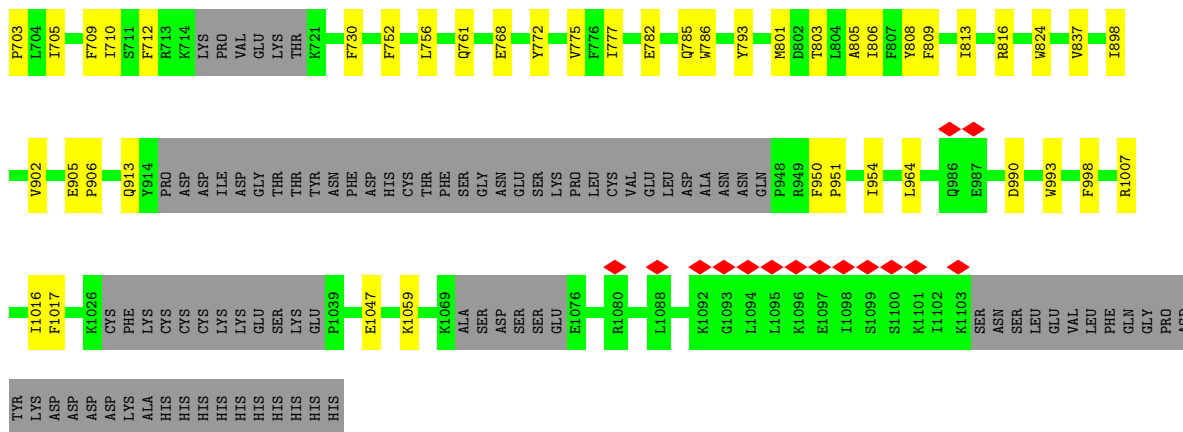 P703 L704 I705 F709 I710 S711 F712 R713 K714 LYS PRO VAL GLU LYS THR K721 F730 F752 L756 Q761 E768 Y772 V775 F776 I777 E782 Q785 W786 Y793 M801 D802 T803 L804 A805 I806 F807 Y808 F809 I813 R816 W824 V837 I898
V902 E905 P906 Q913 Y914 PRO ASP ASP ILE ASP GLY THR THR TYR ASN PHE ASP HIS CYS THR PHE SER GLY ASN GLU SER LYS PRO LEU CYS VAL GLU LEU ASP ALA ASN ASN GLN P948 R949 F950 P951 I954 L964 Q986 E987 D990 W993 F998 R1007
I1016 F1017 K1026 CYS PHE LYS CYS CYS CYS LYS LYS GLU SER LYS GLU P1039 E1047 K1059 K1069 ALA SER ASP SER SER GLU E1076 R1080 L1088 K1092 G1093 L1094 L1095 K1096 E1097 I1098 S1099 S1100 K1101 I1102 K1103 SER ASN SER LEU GLU VAL LEU PHE GLN GLY PRO ASP
TYR LYS ASP ASP ASP ASP LYS ALA HIS HIS HIS HIS HIS HIS HIS HIS HIS HIS